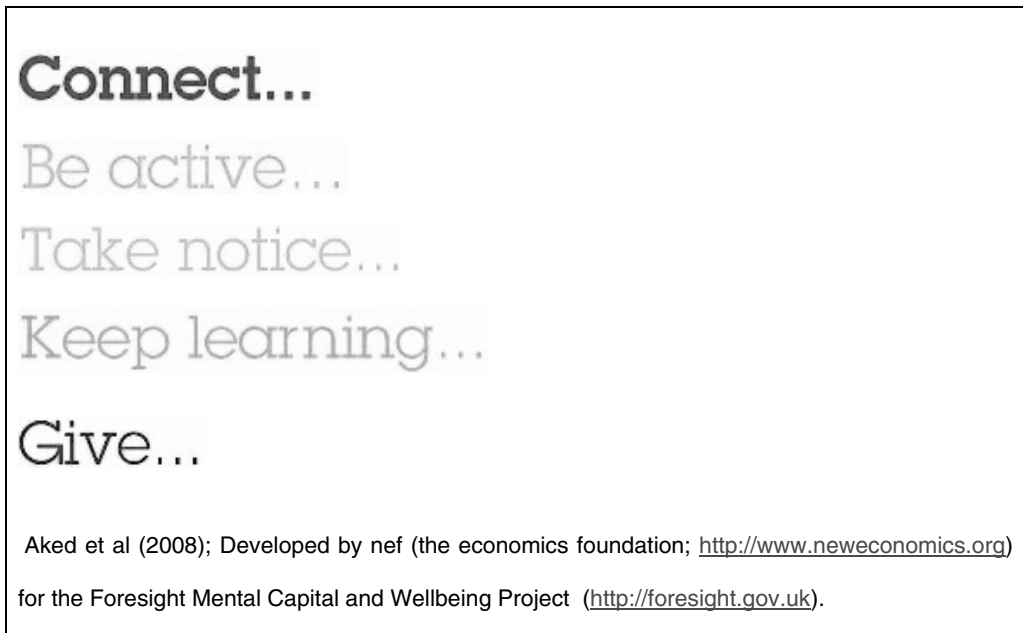 Connect...
Be active...
Take notice...
Keep learning...
Give...
Aked et al (2008); Developed by nef (the economics foundation; http://www.neweconomics.org)
for the Foresight Mental Capital and Wellbeing Project (http://foresight.gov.uk).